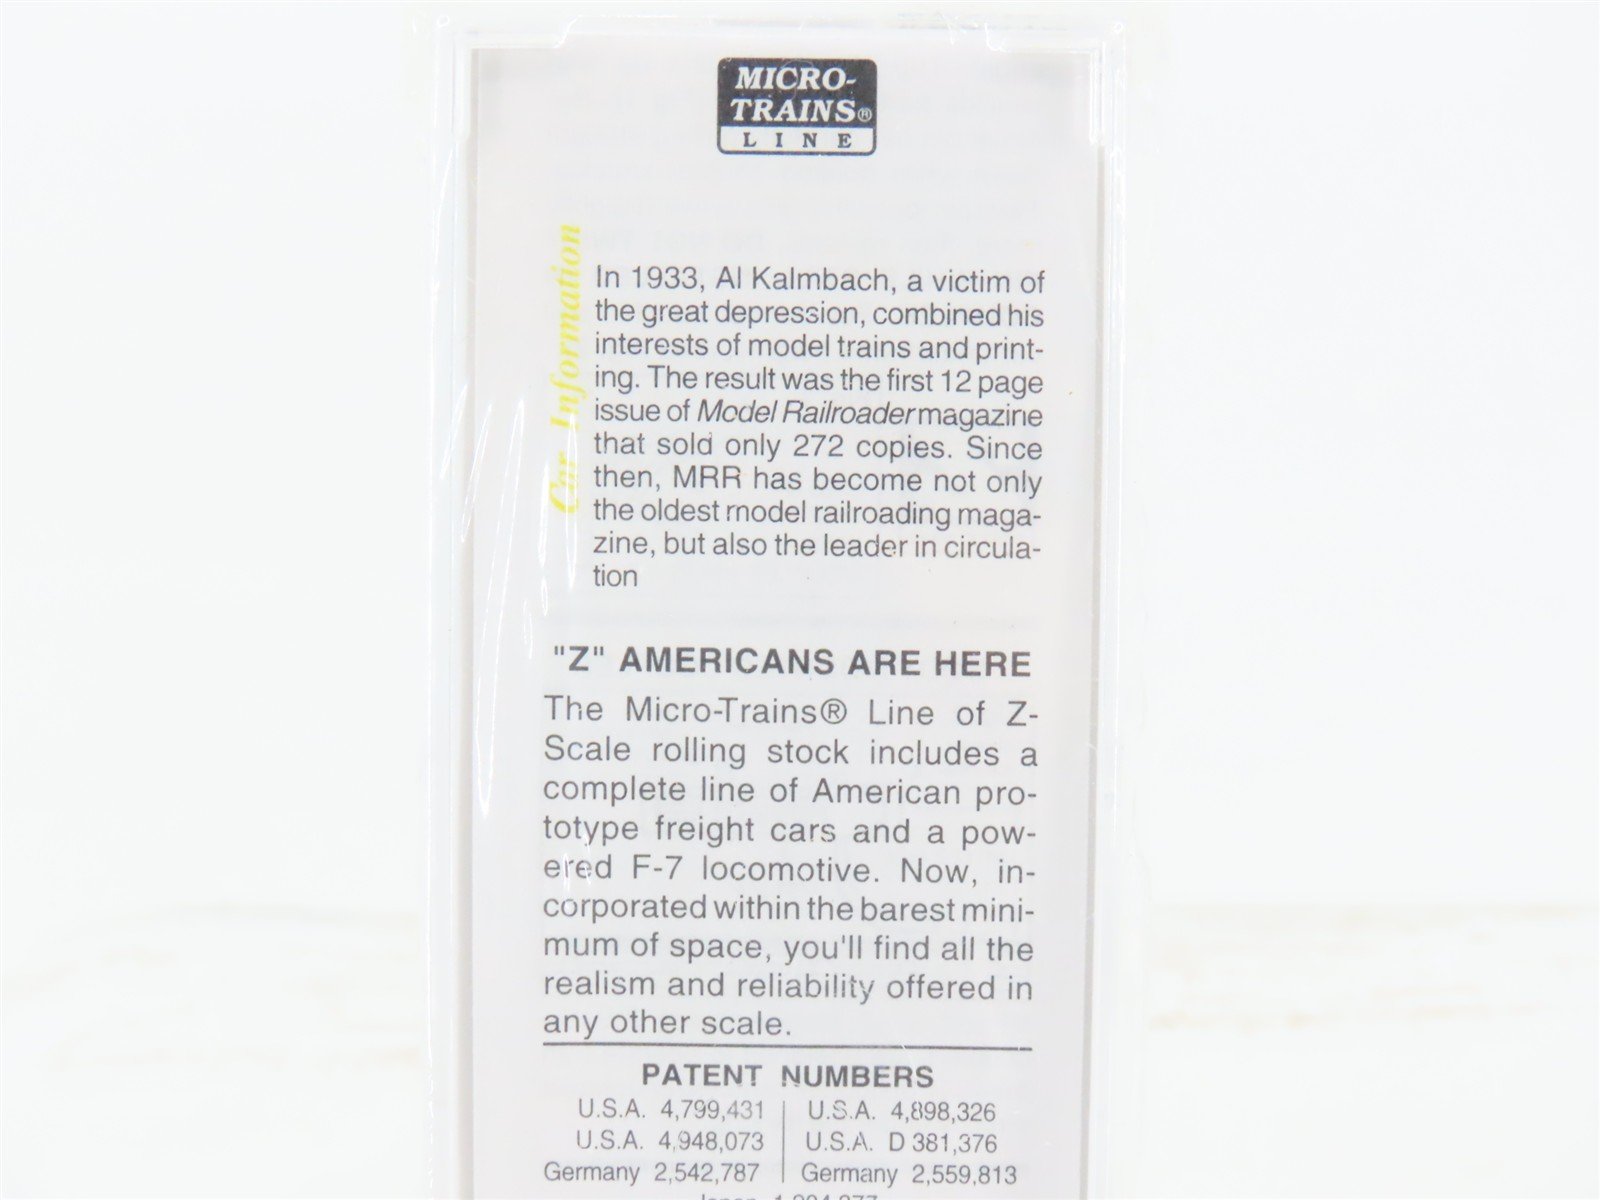 MICRO-
TRAINS®
LINE
Car Information
In 1933, Al Kalmbach, a victim of
the great depression, combined his
interests of model trains and print-
ing. The result was the first 12 page
issue of Model Railroader magazine
that sold only 272 copies. Since
then, MRR has become not only
the oldest model railroading maga-
zine, but also the leader in circula-
tion
"Z" AMERICANS ARE HERE
The Micro-Trains® Line of Z-
Scale rolling stock includes a
complete line of American pro-
totype freight cars and a pow-
ered F-7 locomotive. Now, in-
corporated within the barest mini-
mum of space, you'll find all the
realism and reliability offered in
any other scale.
PATENT NUMBERS
U.S.A. 4,799,431 | U.S.A. 4,898,326
U.S.A. 4,948,073 | U.S.A. D 381,376
Germany 2,542,787 | Germany 2,559,813
Japan